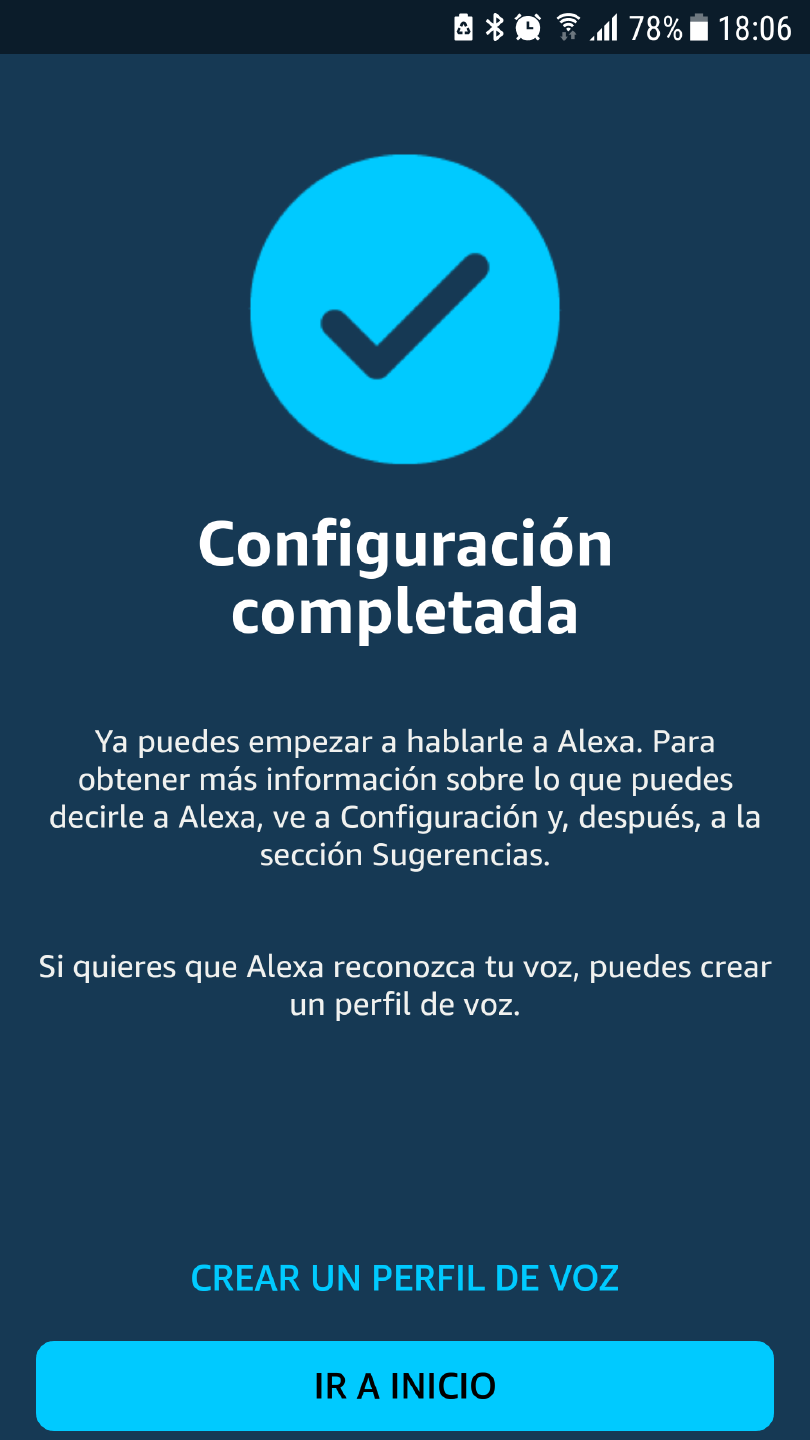 78% 18:06
Configuración
completada
Ya puedes empezar a hablarle a Alexa. Para
obtener más información sobre lo que puedes
decirle a Alexa, ve a Configuración y, después, a la
sección Sugerencias.
Si quieres que Alexa reconozca tu voz, puedes crear
un perfil de voz.
CREAR UN PERFIL DE VOZ
IR A INICIO